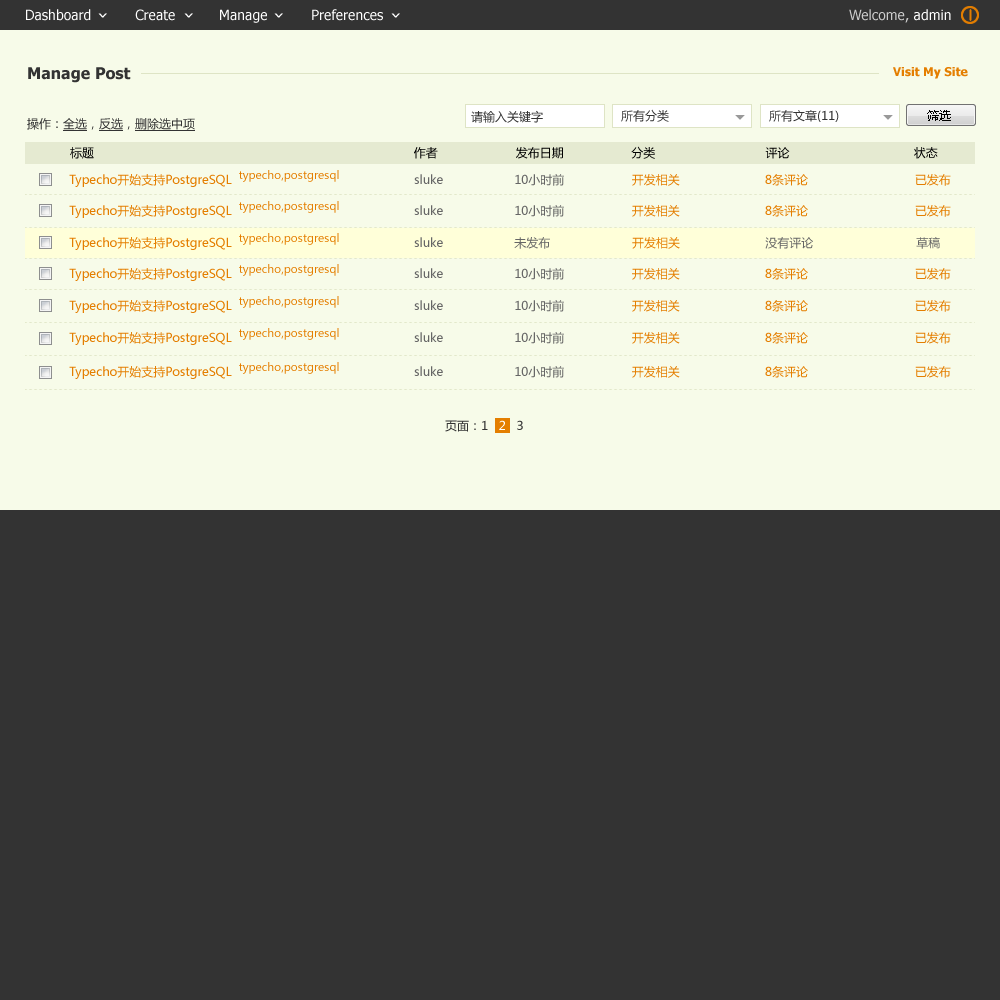 Dashboard Create Manage Preferences Welcome, admin
Manage Post Visit My Site
操作：全选，反选，删除选中项 请输入关键字 所有分类 所有文章(11) 筛选
标题 作者 发布日期 分类 评论 状态
Typecho开始支持PostgreSQL typecho,postgresql sluke 10小时前 开发相关 8条评论 已发布
Typecho开始支持PostgreSQL typecho,postgresql sluke 10小时前 开发相关 8条评论 已发布
Typecho开始支持PostgreSQL typecho,postgresql sluke 未发布 开发相关 没有评论 草稿
Typecho开始支持PostgreSQL typecho,postgresql sluke 10小时前 开发相关 8条评论 已发布
Typecho开始支持PostgreSQL typecho,postgresql sluke 10小时前 开发相关 8条评论 已发布
Typecho开始支持PostgreSQL typecho,postgresql sluke 10小时前 开发相关 8条评论 已发布
Typecho开始支持PostgreSQL typecho,postgresql sluke 10小时前 开发相关 8条评论 已发布
页面：1 2 3